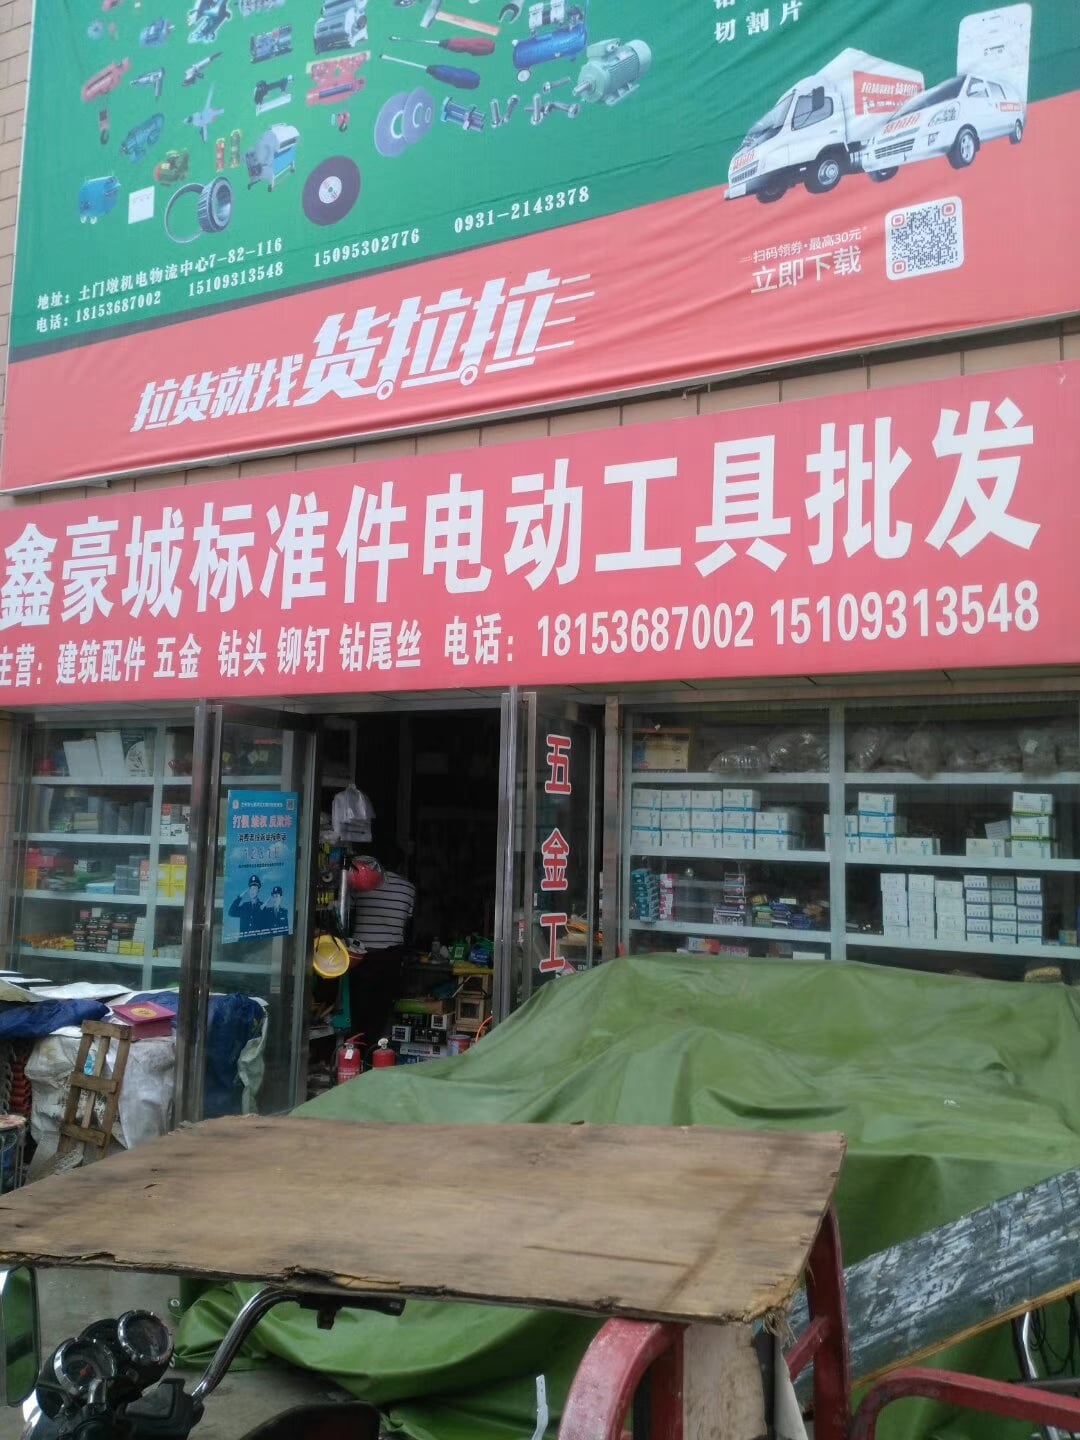 切割片
地址：土门墩机电物流中心7-82-116
电话：18153687002 15109313548 15095302776 0931-2143378
扫码领券·最高30元
立即下载
拉货就找货拉拉
鑫豪城标准件电动工具批发
主营：建筑配件 五金 钻头 铆钉 钻尾丝 电话：18153687002 15109313548
五金工